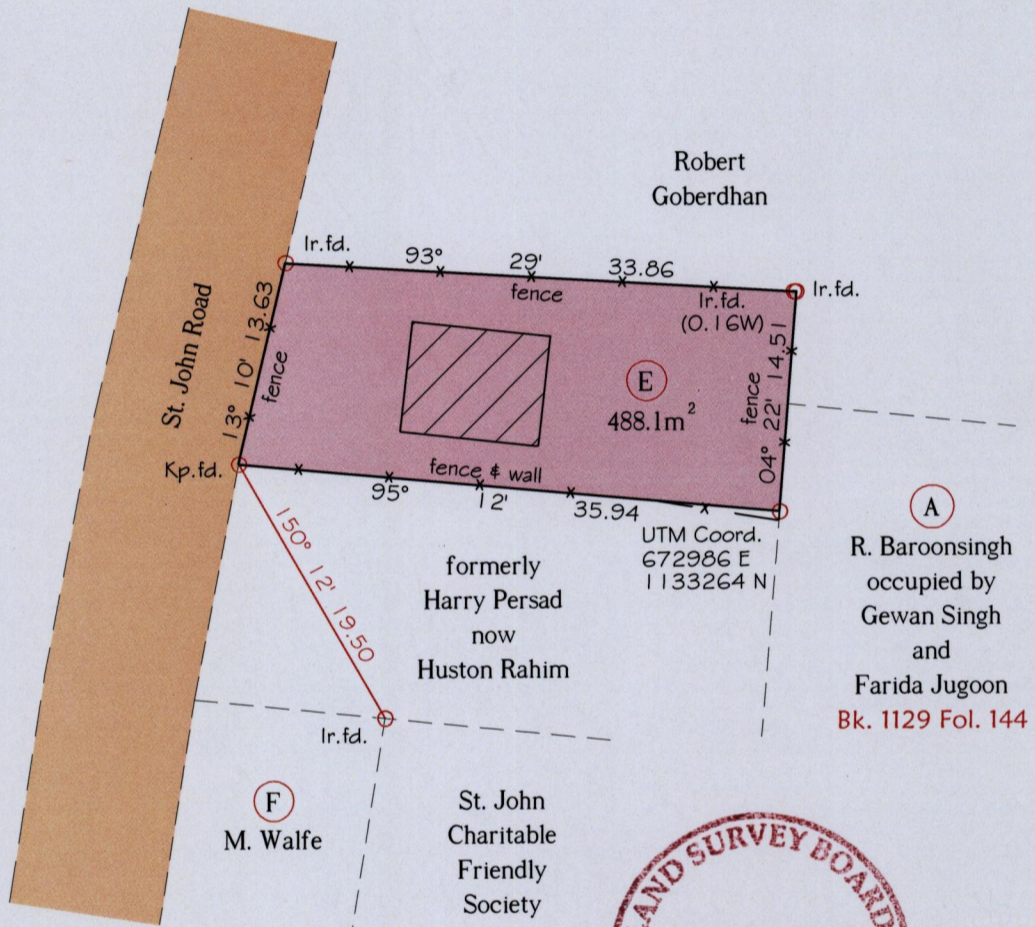 Robert
Goberdhan
Ir.fd.
93° 29' 33.86
fence
Ir.fd.
Ir.fd.
(0.16W)
St. John Road
13° 10' 13.63
fence
E
488.1m²
fence
04° 22' 14.51
Kp.fd.
fence & wall
95° 12' 35.94
UTM Coord.
672986 E
1133264 N
150° 12' 19.50
formerly
Harry Persad
now
Huston Rahim
A
R. Baroonsingh
occupied by
Gewan Singh
and
Farida Jugoon
Bk. 1129 Fol. 144
Ir.fd.
F
M. Walfe
St. John
Charitable
Friendly
Society
LAND SURVEY BOARD